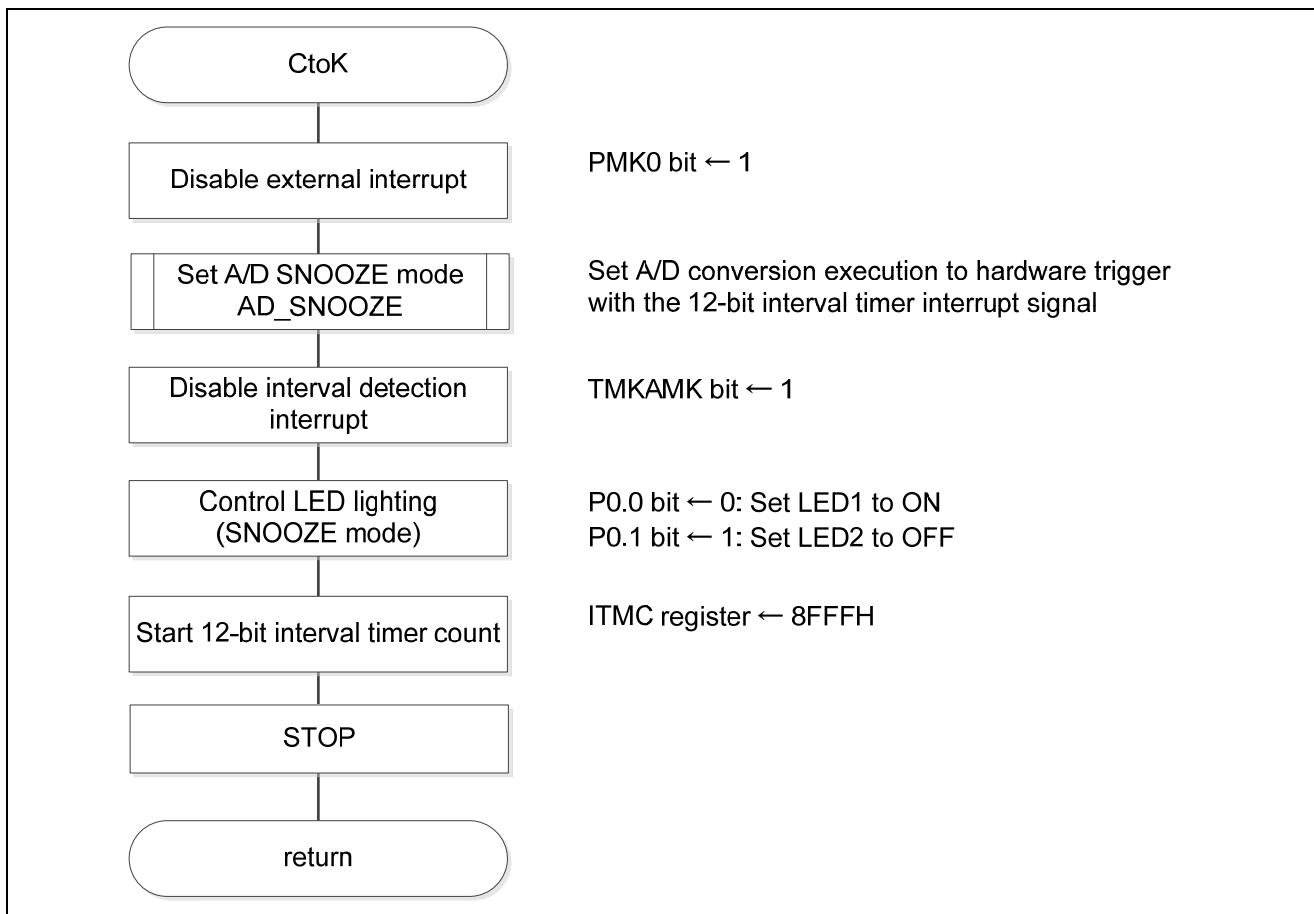 CtoK
Disable external interrupt
PMK0 bit ← 1
Set A/D SNOOZE mode
AD_SNOOZE
Set A/D conversion execution to hardware trigger
with the 12-bit interval timer interrupt signal
Disable interval detection
interrupt
TMKAMK bit ← 1
Control LED lighting
(SNOOZE mode)
P0.0 bit ← 0: Set LED1 to ON
P0.1 bit ← 1: Set LED2 to OFF
Start 12-bit interval timer count
ITMC register ← 8FFFH
STOP
return